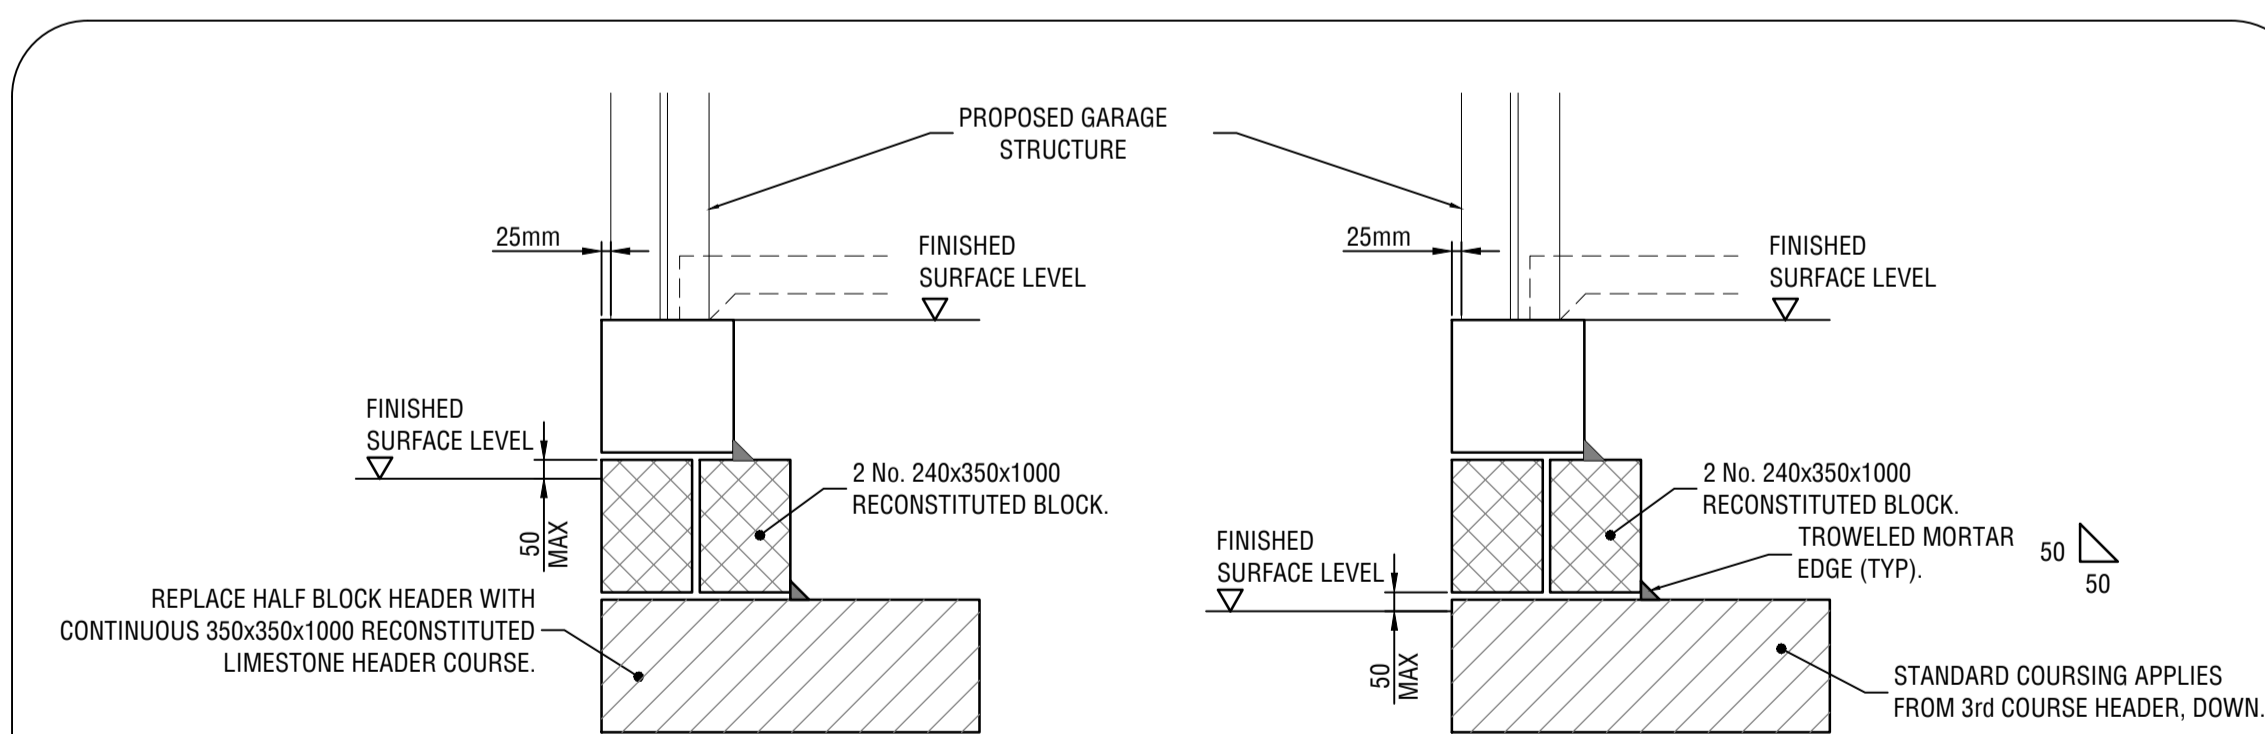 PROPOSED GARAGE
STRUCTURE
25mm
FINISHED
SURFACE LEVEL
FINISHED
SURFACE LEVEL
50
MAX
2 No. 240x350x1000
RECONSTITUTED BLOCK.
REPLACE HALF BLOCK HEADER WITH
CONTINUOUS 350x350x1000 RECONSTITUTED
LIMESTONE HEADER COURSE.
25mm
FINISHED
SURFACE LEVEL
2 No. 240x350x1000
RECONSTITUTED BLOCK.
TROWELED MORTAR
EDGE (TYP).
50
50
FINISHED
SURFACE LEVEL
50
MAX
STANDARD COURSING APPLIES
FROM 3rd COURSE HEADER, DOWN.